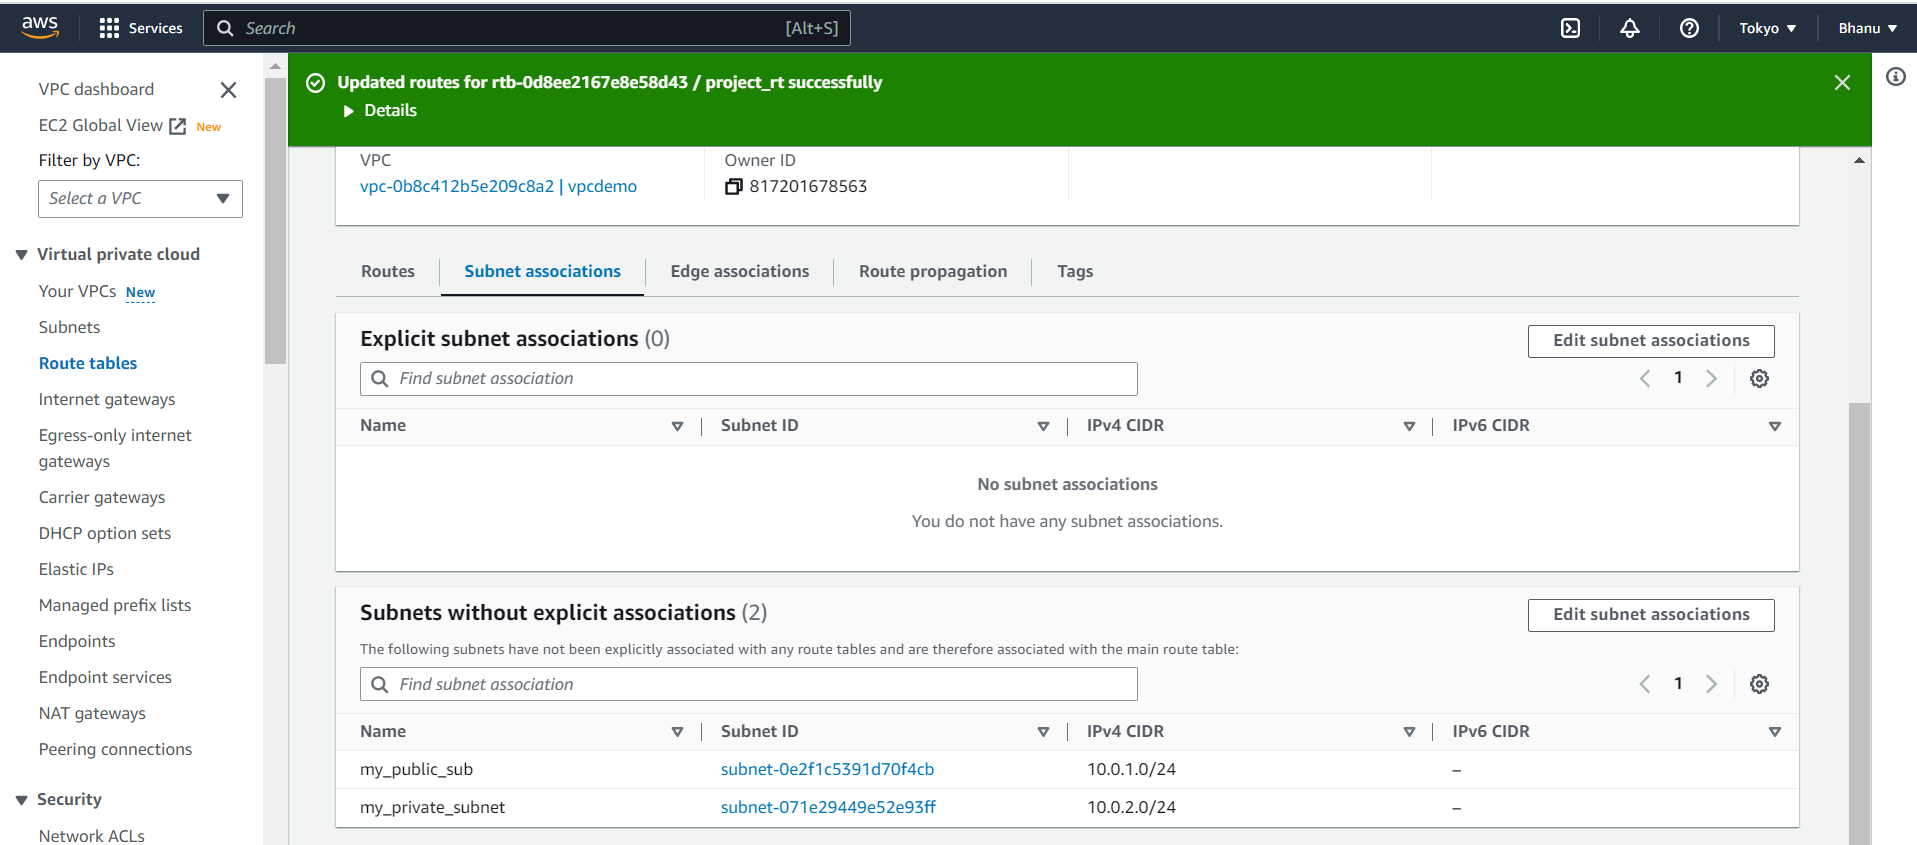 aws
Services
Search
[Alt+S]
Tokyo
Bhanu
VPC dashboard
EC2 Global View New
Filter by VPC:
Select a VPC
Virtual private cloud
Your VPCs New
Subnets
Route tables
Internet gateways
Egress-only internet
gateways
Carrier gateways
DHCP option sets
Elastic IPs
Managed prefix lists
Endpoints
Endpoint services
NAT gateways
Peering connections
Security
Network ACLs
Updated routes for rtb-0d8ee2167e8e58d43 / project_rt successfully
Details
VPC
vpc-0b8c412b5e209c8a2 | vpcdemo
Owner ID
817201678563
Routes
Subnet associations
Edge associations
Route propagation
Tags
Explicit subnet associations (0)
Edit subnet associations
Find subnet association
1
Name Subnet ID IPv4 CIDR IPv6 CIDR
No subnet associations
You do not have any subnet associations.
Subnets without explicit associations (2)
Edit subnet associations
The following subnets have not been explicitly associated with any route tables and are therefore associated with the main route table:
Find subnet association
1
Name Subnet ID IPv4 CIDR IPv6 CIDR
my_public_sub subnet-0e2f1c5391d70f4cb 10.0.1.0/24 –
my_private_subnet subnet-071e29449e52e93ff 10.0.2.0/24 –